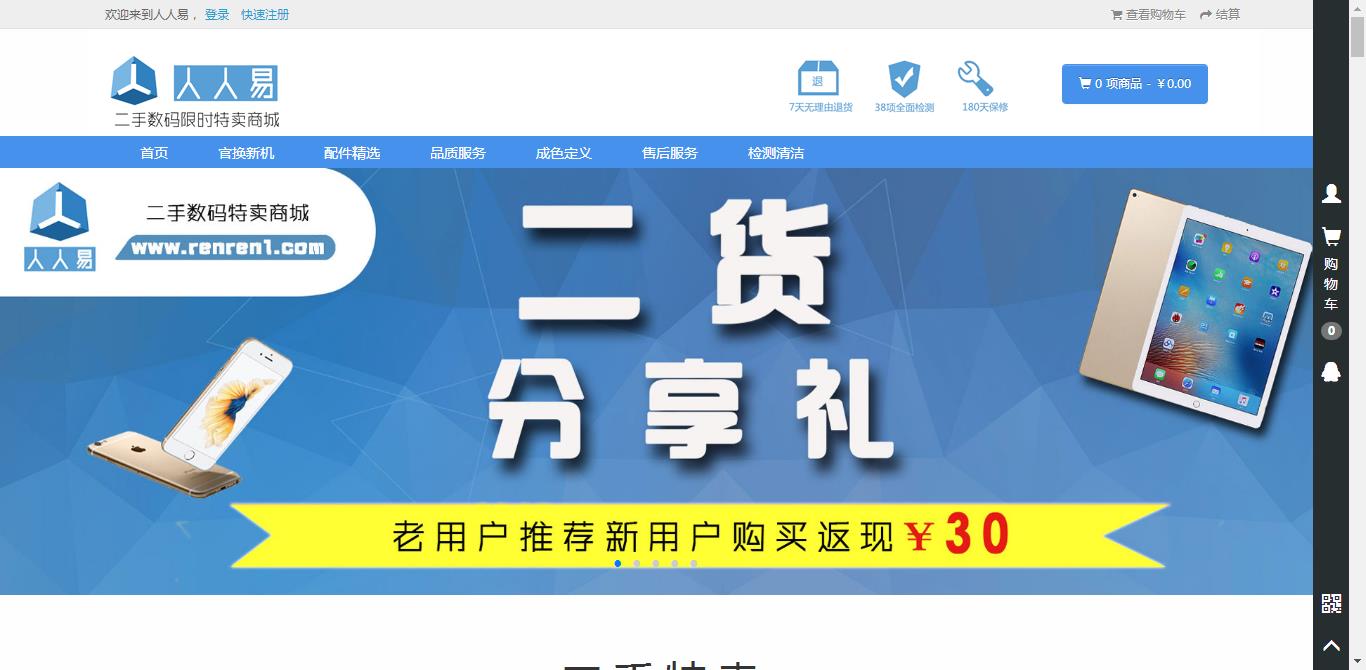 欢迎来到人人易， 登录 快速注册
查看购物车 结算
人人易
二手数码限时特卖商城
退
7天无理由退货 38项全面检测 180天保修
0 项商品 - ￥0.00
首页 官换新机 配件精选 品质服务 成色定义 售后服务 检测清洁
人人易
二手数码特卖商城
www.renren1.com
二货
分享礼
老用户推荐新用户购买返现￥30
购物车
0